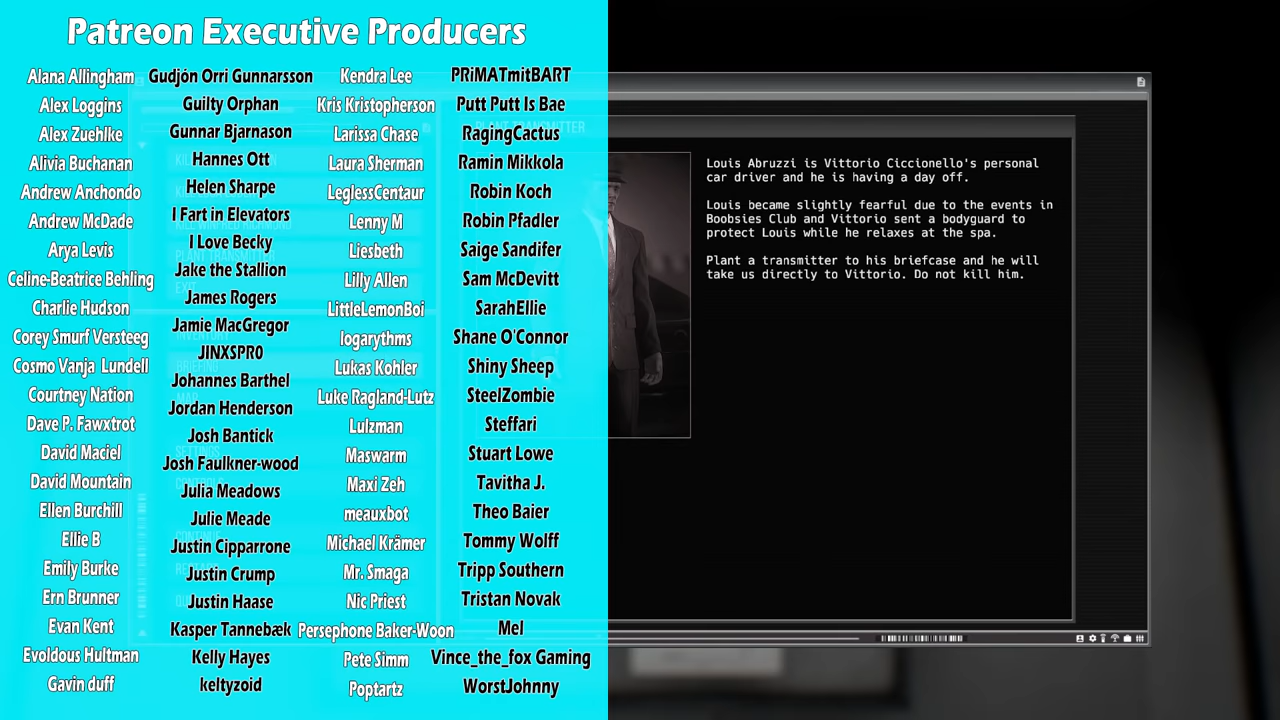 Patreon Executive Producers
Alana Allingham
Alex Loggins
Alex Zuehlke
Alivia Buchanan
Andrew Anchondo
Andrew McDade
Arya Levis
Celine-Beatrice Behling
Charlie Hudson
Corey Smurf Versteeg
Cosmo Vanja Lundell
Courtney Nation
Dave P. Fawxtrot
David Maciel
David Mountain
Ellen Burchill
Ellie B
Emily Burke
Ern Brunner
Evan Kent
Evoldous Hultman
Gavin duff
Gudjón Orri Gunnarsson
Guilty Orphan
Gunnar Bjarnason
Hannes Ott
Helen Sharpe
I Fart in Elevators
I Love Becky
Jake the Stallion
James Rogers
Jamie MacGregor
JINXSPR0
Johannes Barthel
Jordan Henderson
Josh Bantick
Josh Faulkner-wood
Julia Meadows
Julie Meade
Justin Cipparrone
Justin Crump
Justin Haase
Kasper Tannebæk
Kelly Hayes
keltyzoid
Kendra Lee
Kris Kristopherson
Larissa Chase
Laura Sherman
LeglessCentaur
Lenny M
Liesbeth
Lilly Allen
LittleLemonBoi
logarythms
Lukas Kohler
Luke Ragland-Lutz
Lulzman
Maswarm
Maxi Zeh
meauxbot
Michael Krämer
Mr. Smaga
Nic Priest
Persephone Baker-Woon
Pete Simm
Poptartz
PRiMATmitBART
Putt Putt Is Bae
RagingCactus
Ramin Mikkola
Robin Koch
Robin Pfadler
Saige Sandifer
Sam McDevitt
SarahEllie
Shane O'Connor
Shiny Sheep
SteelZombie
Steffari
Stuart Lowe
Tavitha J.
Theo Baier
Tommy Wolff
Tripp Southern
Tristan Novak
Mel
Vince_the_fox Gaming
WorstJohnny
PLANT TRANSMITTER
Louis Abruzzi is Vittorio Ciccionello's personal
car driver and he is having a day off.
Louis became slightly fearful due to the events in
Boobsies Club and Vittorio sent a bodyguard to
protect Louis while he relaxes at the spa.
Plant a transmitter to his briefcase and he will
take us directly to Vittorio. Do not kill him.